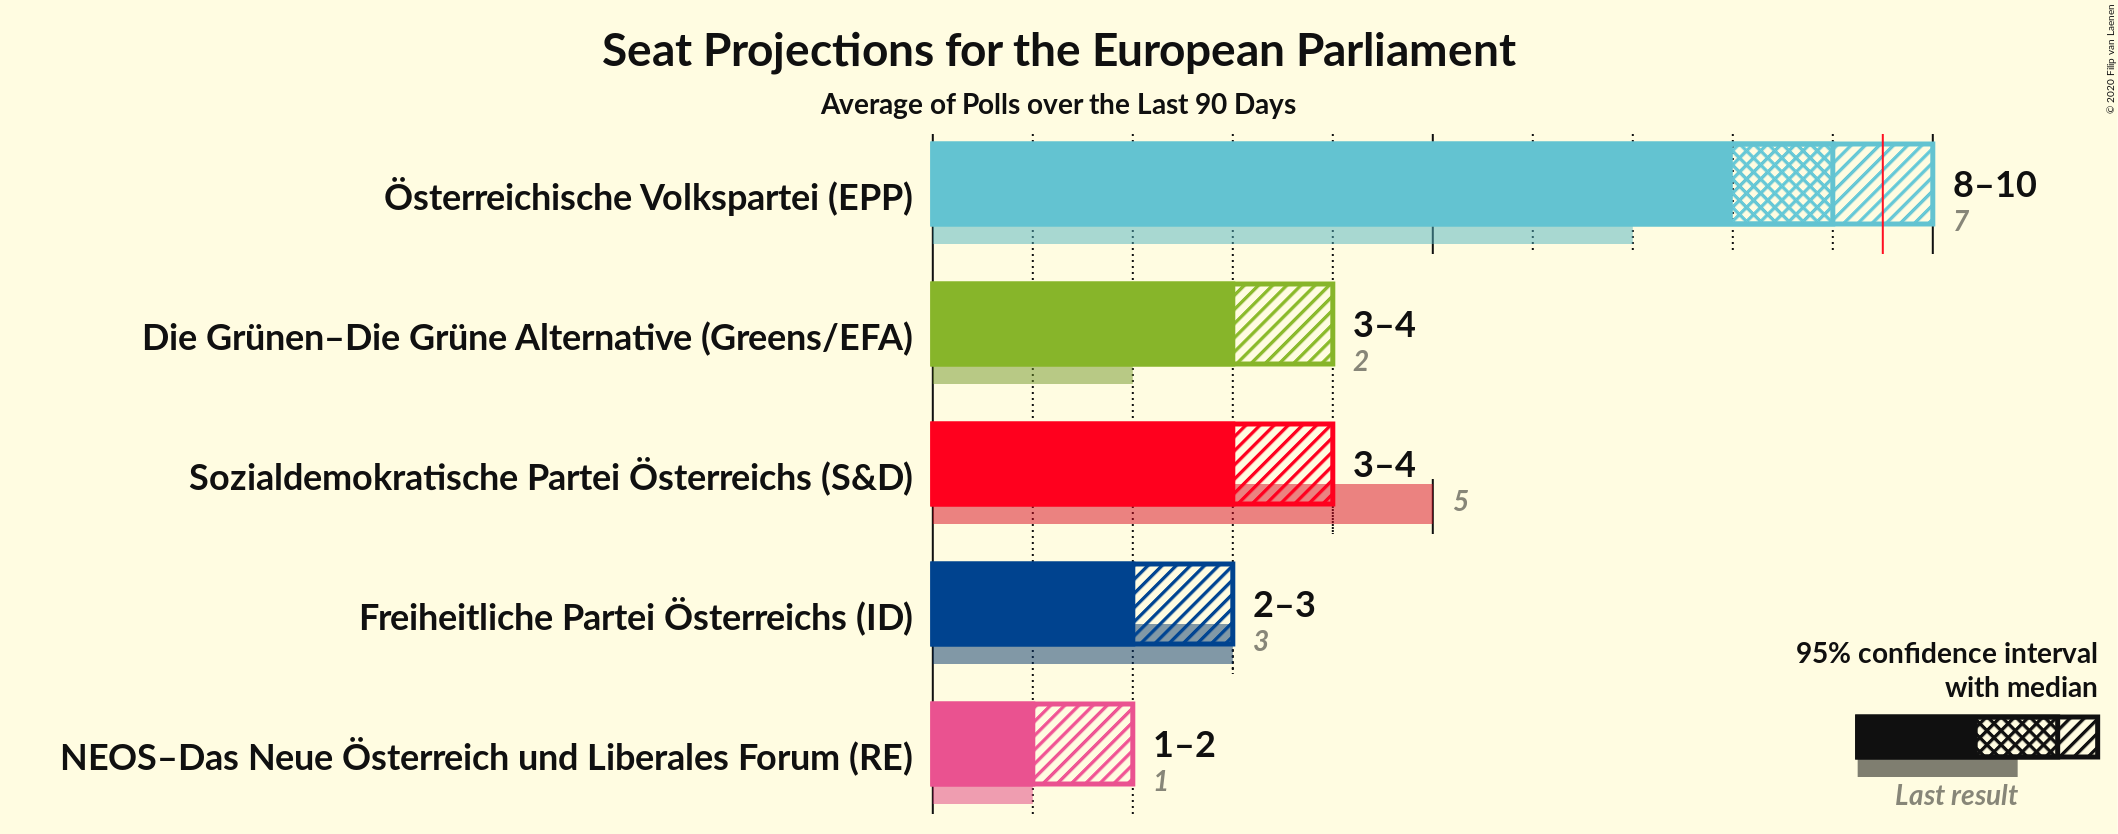 Seat Projections for the European Parliament
Average of Polls over the Last 90 Days
© 2020 Filip van Laenen
Österreichische Volkspartei (EPP)
8–10
7
Die Grünen–Die Grüne Alternative (Greens/EFA)
3–4
2
Sozialdemokratische Partei Österreichs (S&D)
3–4
5
Freiheitliche Partei Österreichs (ID)
2–3
3
NEOS–Das Neue Österreich und Liberales Forum (RE)
1–2
1
95% confidence interval
with median
Last result